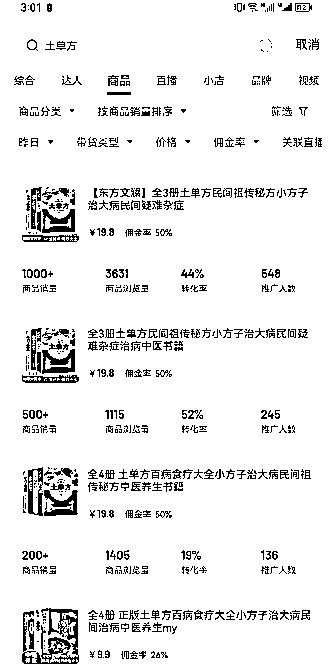 3:01
土单方
取消
综合 达人 商品 直播 小店 品牌 视频
商品分类 按商品销量排序 筛选
昨日 带货类型 价格 佣金率 关联直播
【东方文娱】全3册土单方民间祖传秘方小方子
治大病民间疑难杂症
￥19.8 佣金率 50%
1000+ 3631 44% 548
商品销量 商品浏览量 转化率 推广人数
全3册土单方民间祖传秘方小方子治大病民间疑
难杂症治病中医书籍
￥19.8 佣金率 50%
500+ 1115 52% 245
商品销量 商品浏览量 转化率 推广人数
全4册 土单方百病食疗大全小方子治大病民间祖
传秘方中医养生书籍
￥19.8 佣金率 50%
200+ 1405 19% 136
商品销量 商品浏览量 转化率 推广人数
全4册 正版土单方百病食疗大全小方子治大病民
间治病中医养生my
￥9.9 佣金率 26%